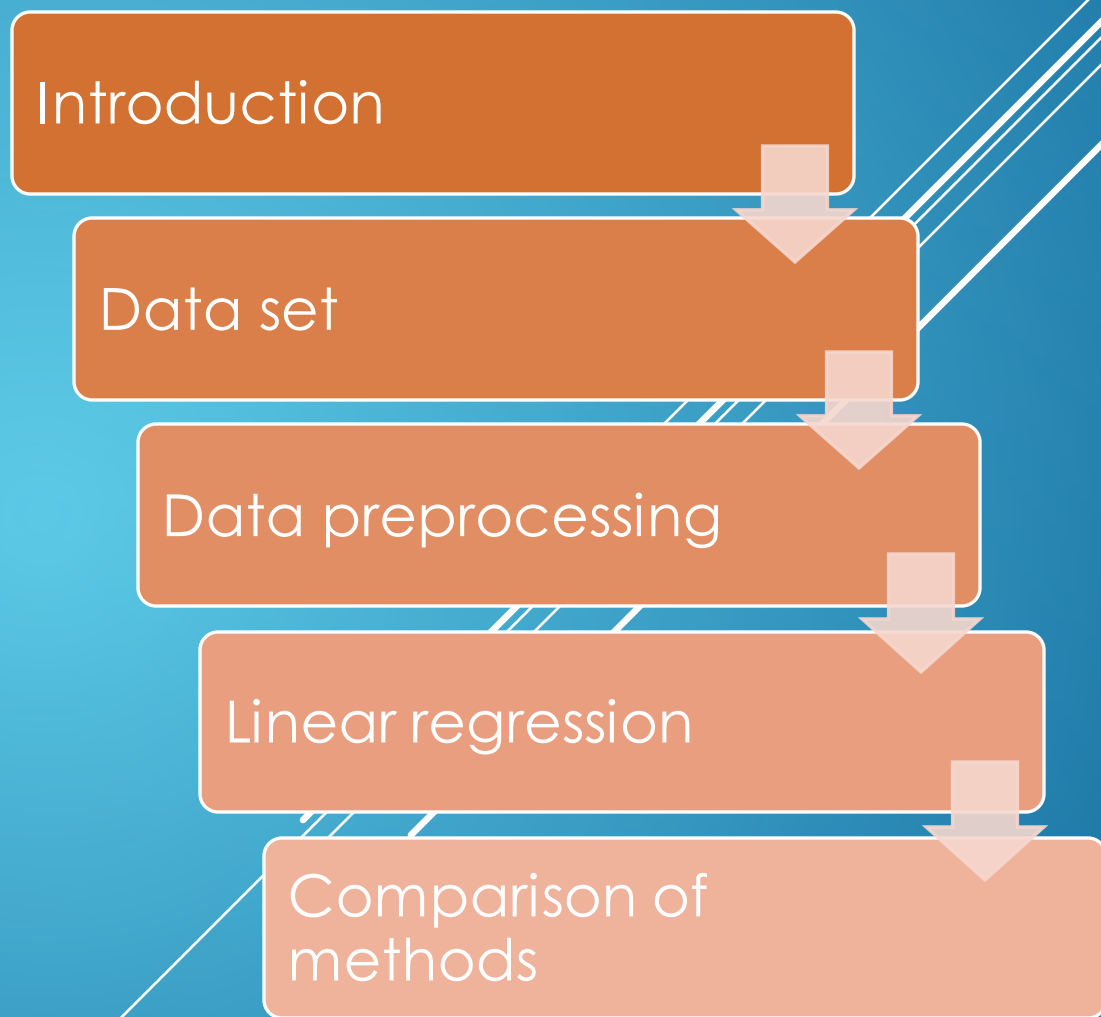 Introduction
Data set
Data preprocessing
Linear regression
Comparison of
methods